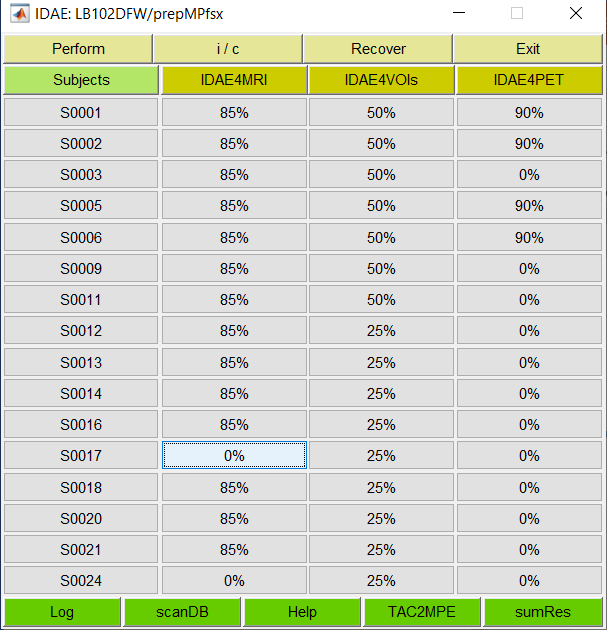 IDAE: LB102DFW/prepMPfsx
Perform i / c Recover Exit
Subjects IDAE4MRI IDAE4VOIs IDAE4PET
S0001 85% 50% 90%
S0002 85% 50% 90%
S0003 85% 50% 0%
S0005 85% 50% 90%
S0006 85% 50% 90%
S0009 85% 50% 0%
S0011 85% 50% 0%
S0012 85% 25% 0%
S0013 85% 25% 0%
S0014 85% 25% 0%
S0016 85% 25% 0%
S0017 0% 25% 0%
S0018 85% 25% 0%
S0020 85% 25% 0%
S0021 85% 25% 0%
S0024 0% 25% 0%
Log scanDB Help TAC2MPE sumRes